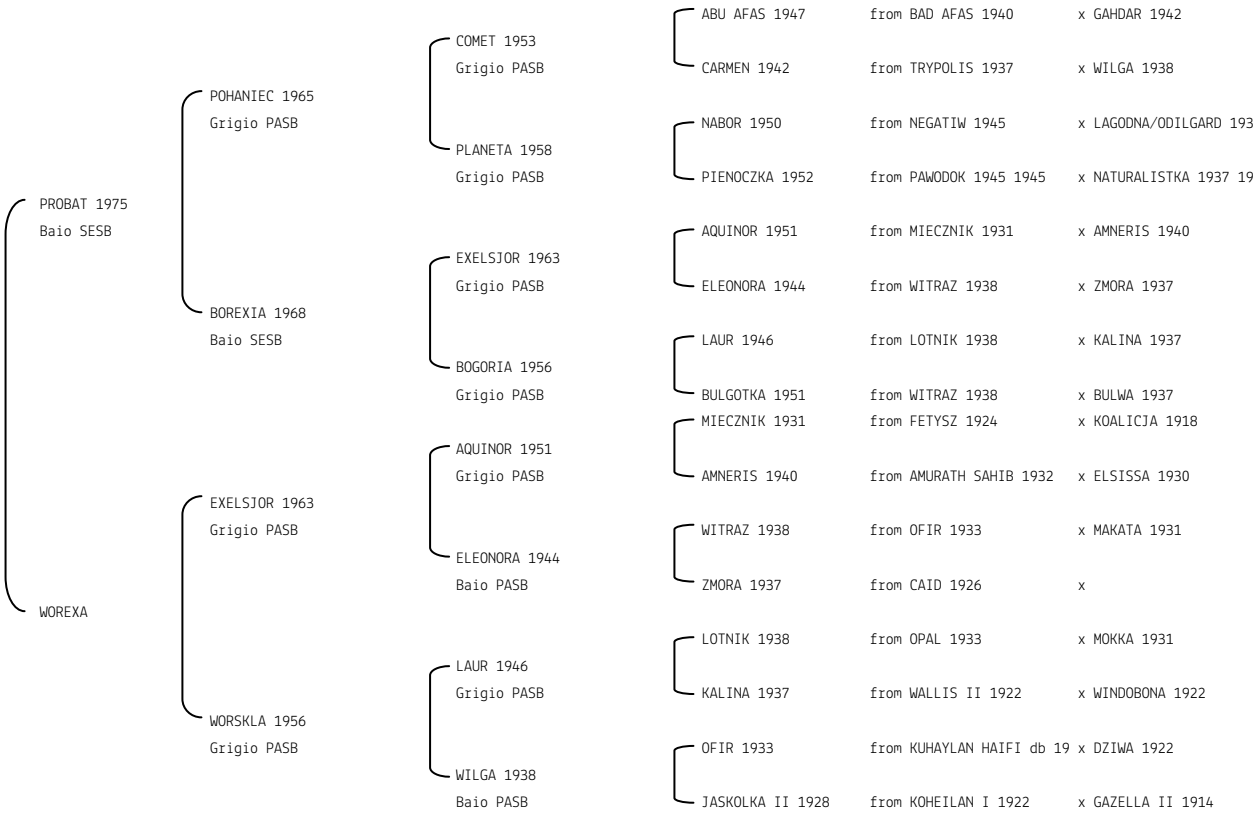 ABU AFAS 1947 from BAD AFAS 1940 x GAHDAR 1942
COMET 1953
Grigio PASB CARMEN 1942 from TRYPOLIS 1937 x WILGA 1938
POHANIEC 1965
Grigio PASB NABOR 1950 from NEGATIW 1945 x LAGODNA/ODILGARD 193
PLANETA 1958
Grigio PASB PIENOCZKA 1952 from PAWODOK 1945 1945 x NATURALISTKA 1937 19
PROBAT 1975
Baio SESB AQUINOR 1951 from MIECZNIK 1931 x AMNERIS 1940
EXELSJOR 1963
Grigio PASB ELEONORA 1944 from WITRAZ 1938 x ZMORA 1937
BOREXIA 1968
Baio SESB LAUR 1946 from LOTNIK 1938 x KALINA 1937
BOGORIA 1956
Grigio PASB BULGOTKA 1951 from WITRAZ 1938 x BULWA 1937
MIECZNIK 1931 from FETYSZ 1924 x KOALICJA 1918
AQUINOR 1951
Grigio PASB AMNERIS 1940 from AMURATH SAHIB 1932 x ELSISSA 1930
EXELSJOR 1963
Grigio PASB WITRAZ 1938 from OFIR 1933 x MAKATA 1931
ELEONORA 1944
Baio PASB ZMORA 1937 from CAID 1926 x
WOREXA
LOTNIK 1938 from OPAL 1933 x MOKKA 1931
LAUR 1946
Grigio PASB KALINA 1937 from WALLIS II 1922 x WINDOBONA 1922
WORSKLA 1956
Grigio PASB OFIR 1933 from KUHAYLAN HAIFI db 19 x DZIWA 1922
WILGA 1938
Baio PASB JASKOLKA II 1928 from KOHEILAN I 1922 x GAZELLA II 1914